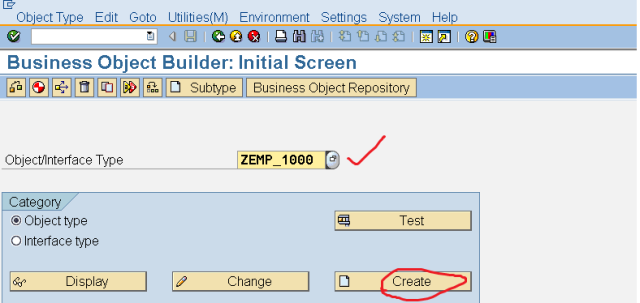 Object Type Edit Goto Utilities(M) Environment Settings System Help
Business Object Builder: Initial Screen
Subtype Business Object Repository
Object/Interface Type ZEMP_1000
Category
Object type Test
Interface type
Display Change Create